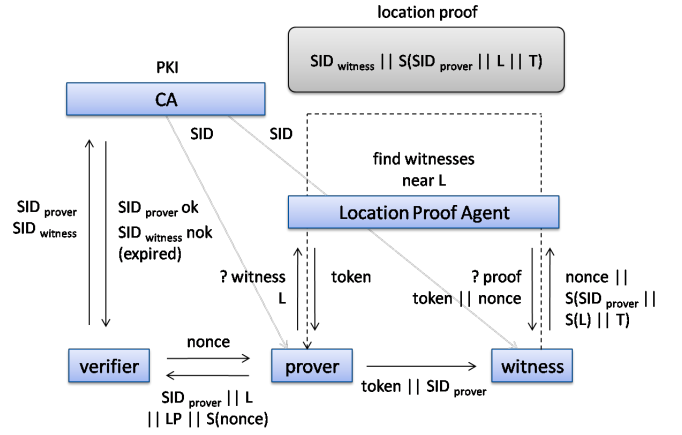 location proof
SID witness || S(SID prover || L || T)
PKI
CA
SID
SID
find witnesses
near L
Location Proof Agent
SID prover
SID witness
SID prover ok
SID witness nok
(expired)
? witness
L
token
? proof
token || nonce
nonce ||
S(SID prover ||
S(L) || T)
verifier
nonce
prover
witness
SID prover || L
|| LP || S(nonce)
token || SID prover